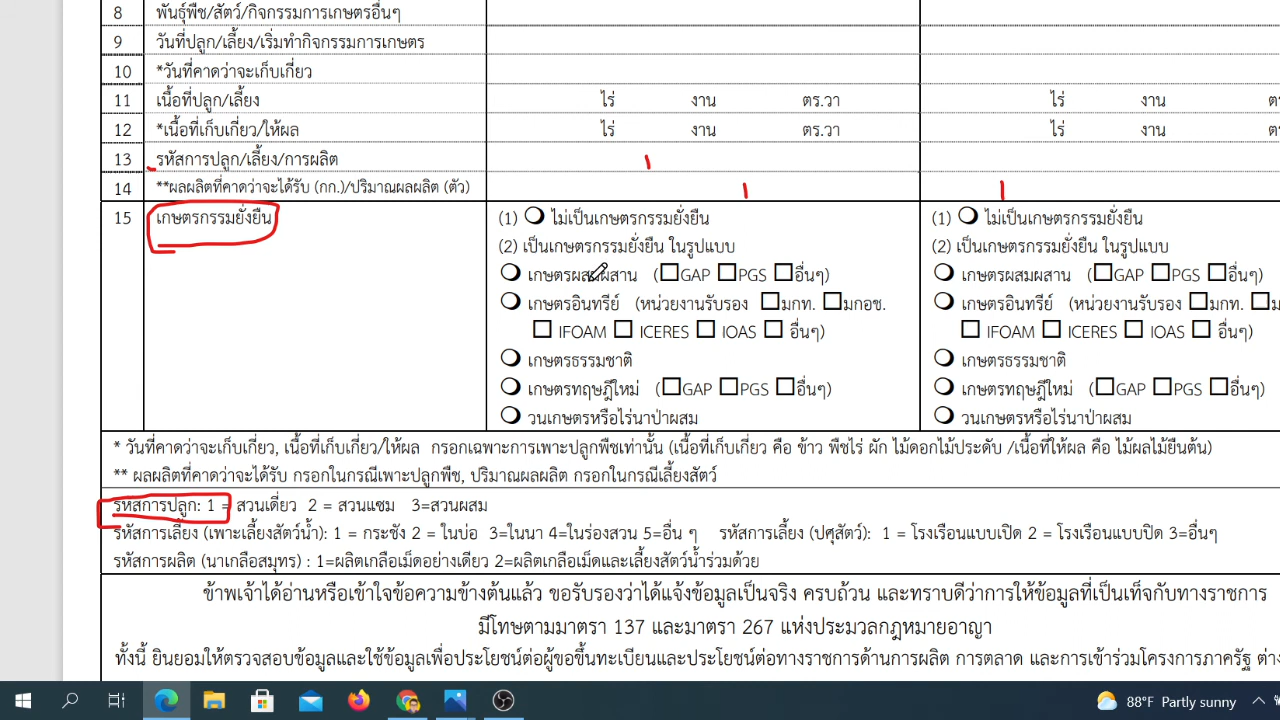 8 พันธุ์พืช/สัตว์/กิจกรรมการเกษตรอื่นๆ
9 วันที่ปลูก/เลี้ยง/เริ่มทำกิจกรรมการเกษตร
10 *วันที่คาดว่าจะเก็บเกี่ยว
11 เนื้อที่ปลูก/เลี้ยง ไร่ งาน ตร.วา ไร่ งาน
12 *เนื้อที่เก็บเกี่ยว/ให้ผล ไร่ งาน ตร.วา ไร่ งาน
13 รหัสการปลูก/เลี้ยง/การผลิต
14 **ผลผลิตที่คาดว่าจะได้รับ (กก.)/ปริมาณผลผลิต (ตัว)
15 เกษตรกรรมยั่งยืน (1) ไม่เป็นเกษตรกรรมยั่งยืน (1) ไม่เป็นเกษตรกรรมยั่งยืน
(2) เป็นเกษตรกรรมยั่งยืน ในรูปแบบ (2) เป็นเกษตรกรรมยั่งยืน ในรูปแบบ
เกษตรผสมผสาน (GAP PGS อื่นๆ) เกษตรผสมผสาน (GAP PGS อื่นๆ)
เกษตรอินทรีย์ (หน่วยงานรับรอง มกท. มกอช. เกษตรอินทรีย์ (หน่วยงานรับรอง มกท.
IFOAM ICERES IOAS อื่นๆ) IFOAM ICERES IOAS อื่นๆ)
เกษตรธรรมชาติ เกษตรธรรมชาติ
เกษตรทฤษฎีใหม่ (GAP PGS อื่นๆ) เกษตรทฤษฎีใหม่ (GAP PGS อื่นๆ)
วนเกษตรหรือไร่นาป่าผสม วนเกษตรหรือไร่นาป่าผสม
* วันที่คาดว่าจะเก็บเกี่ยว, เนื้อที่เก็บเกี่ยว/ให้ผล กรอกเฉพาะการเพาะปลูกพืชเท่านั้น (เนื้อที่เก็บเกี่ยว คือ ข้าว พืชไร่ ผัก ไม้ดอกไม้ประดับ /เนื้อที่ให้ผล คือ ไม้ผลไม้ยืนต้น)
** ผลผลิตที่คาดว่าจะได้รับ กรอกในกรณีเพาะปลูกพืช, ปริมาณผลผลิต กรอกในกรณีเลี้ยงสัตว์
รหัสการปลูก: 1 = สวนเดี่ยว 2 = สวนแซม 3=สวนผสม
รหัสการเลี้ยง (เพาะเลี้ยงสัตว์น้ำ): 1 = กระชัง 2 = ในบ่อ 3=ในนา 4=ในร่องสวน 5=อื่น ๆ รหัสการเลี้ยง (ปศุสัตว์): 1 = โรงเรือนแบบเปิด 2 = โรงเรือนแบบปิด 3=อื่นๆ
รหัสการผลิต (นาเกลือสมุทร) : 1=ผลิตเกลือเม็ดอย่างเดียว 2=ผลิตเกลือเม็ดและเลี้ยงสัตว์น้ำร่วมด้วย
ข้าพเจ้าได้อ่านหรือเข้าใจข้อความข้างต้นแล้ว ขอรับรองว่าได้แจ้งข้อมูลเป็นจริง ครบถ้วน และทราบดีว่าการให้ข้อมูลที่เป็นเท็จกับทางราชการ
มีโทษตามมาตรา 137 และมาตรา 267 แห่งประมวลกฎหมายอาญา
ทั้งนี้ ยินยอมให้ตรวจสอบข้อมูลและใช้ข้อมูลเพื่อประโยชน์ต่อผู้ขอขึ้นทะเบียนและประโยชน์ต่อทางราชการด้านการผลิต การตลาด และการเข้าร่วมโครงการภาครัฐ ต่าง
88°F Partly sunny